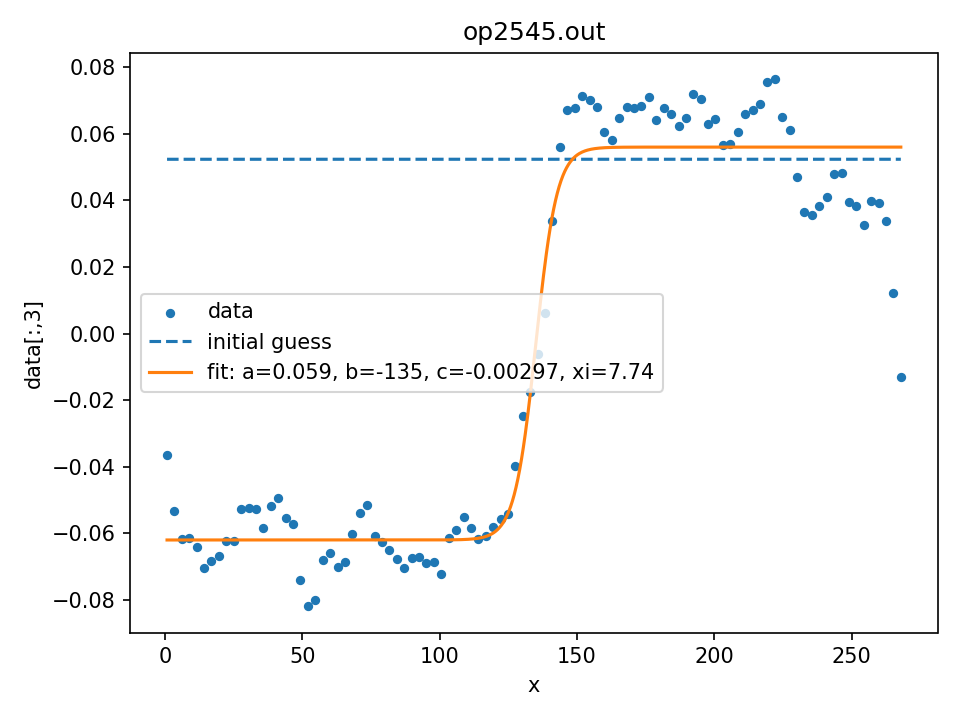 op2545.out
0.08
0.06
0.04
0.02
0.00
−0.02
−0.04
−0.06
−0.08
data[:,3]
data
initial guess
fit: a=0.059, b=-135, c=-0.00297, xi=7.74
0 50 100 150 200 250
x